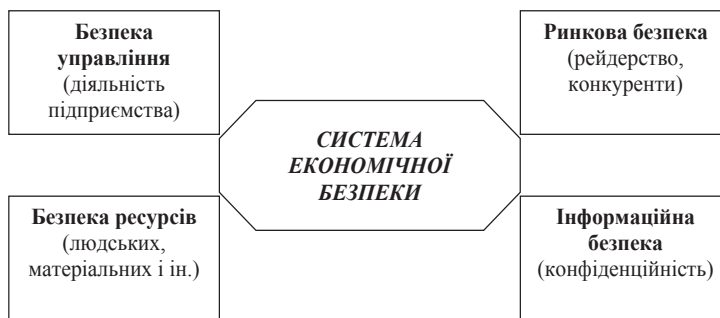 Безпека
управління
(діяльність
підприємства)
Ринкова безпека
(рейдерство,
конкуренти)
СИСТЕМА
ЕКОНОМІЧНОЇ
БЕЗПЕКИ
Безпека ресурсів
(людських,
матеріальних і ін.)
Інформаційна
безпека
(конфіденційність)